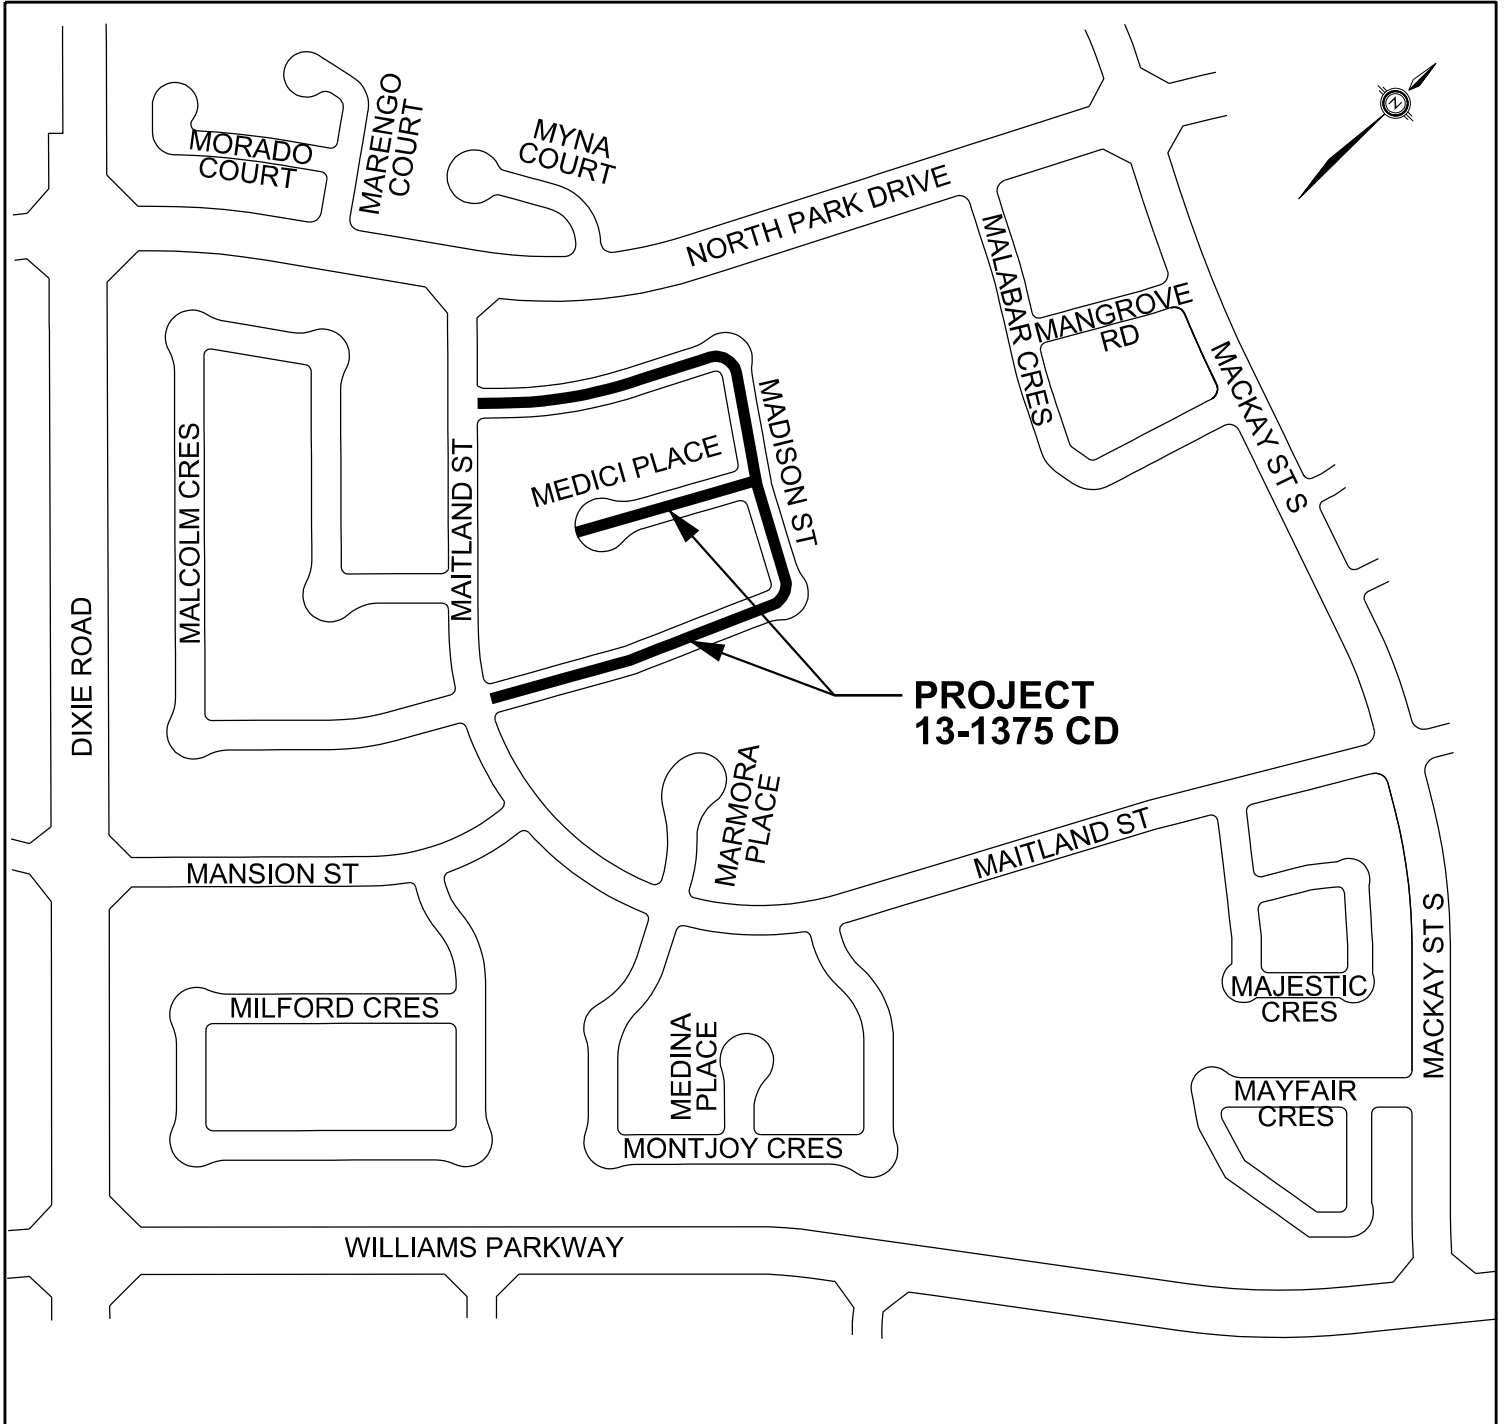 MORADO
COURT
MARENGO
COURT
MYNA
COURT
NORTH PARK DRIVE
N
MALABAR CRES
MANGROVE
RD
MACKAY ST S
MADISON ST
MEDICI PLACE
MAITLAND ST
MALCOLM CRES
DIXIE ROAD
PROJECT
13-1375 CD
MARMORA
PLACE
MAITLAND ST
MANSION ST
MACKAY ST S
MAJESTIC
CRES
MILFORD CRES
MEDINA
PLACE
MAYFAIR
CRES
MONTJOY CRES
WILLIAMS PARKWAY